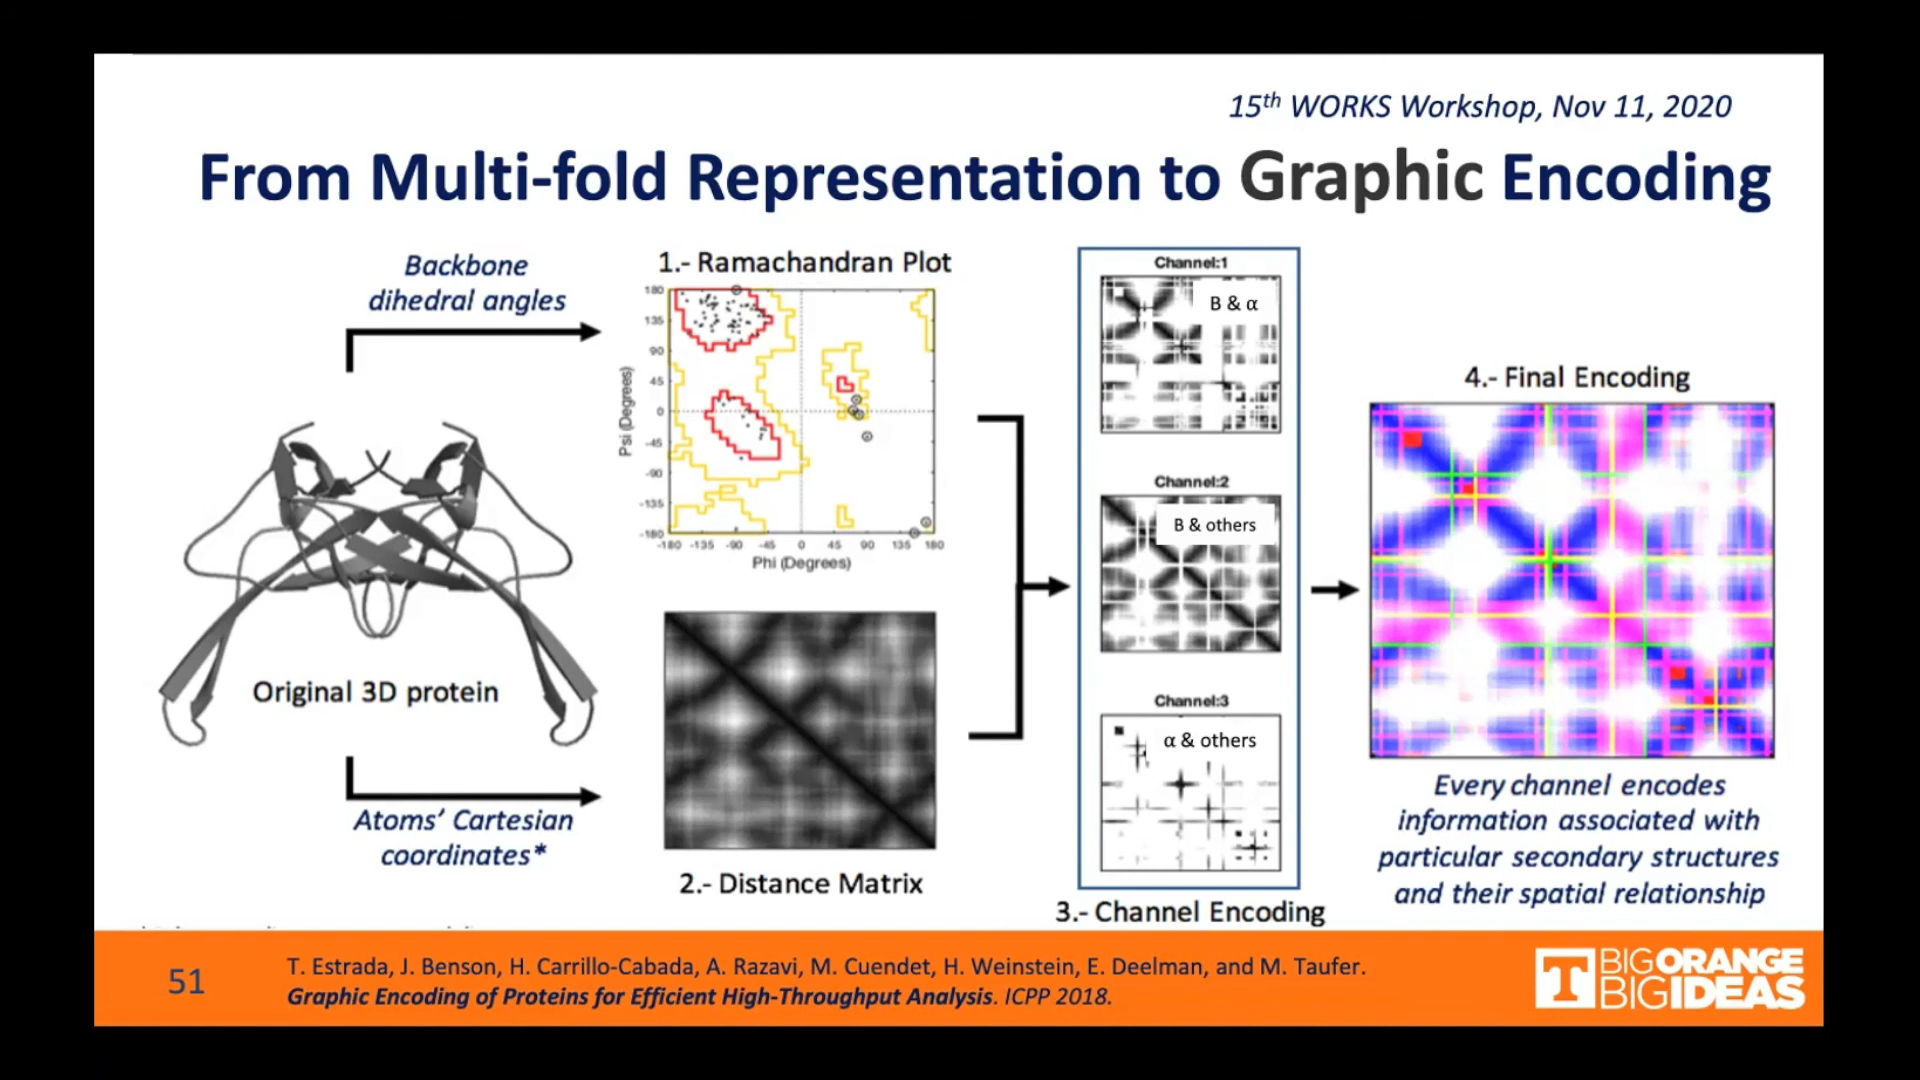 15th WORKS Workshop, Nov 11, 2020
From Multi-fold Representation to Graphic Encoding
Backbone
dihedral angles
Original 3D protein
Atoms’ Cartesian
coordinates*
1.- Ramachandran Plot
180
135
90
45
0
-45
-90
-135
-180
Psi (Degrees)
-180 -135 -90 -45 0 45 90 135 180
Phi (Degrees)
2.- Distance Matrix
Channel:1
B & α
Channel:2
B & others
Channel:3
α & others
3.- Channel Encoding
4.- Final Encoding
Every channel encodes
information associated with
particular secondary structures
and their spatial relationship
51
T. Estrada, J. Benson, H. Carrillo-Cabada, A. Razavi, M. Cuendet, H. Weinstein, E. Deelman, and M. Taufer.
Graphic Encoding of Proteins for Efficient High-Throughput Analysis. ICPP 2018.
T
BIGORANGE
BIGIDEAS